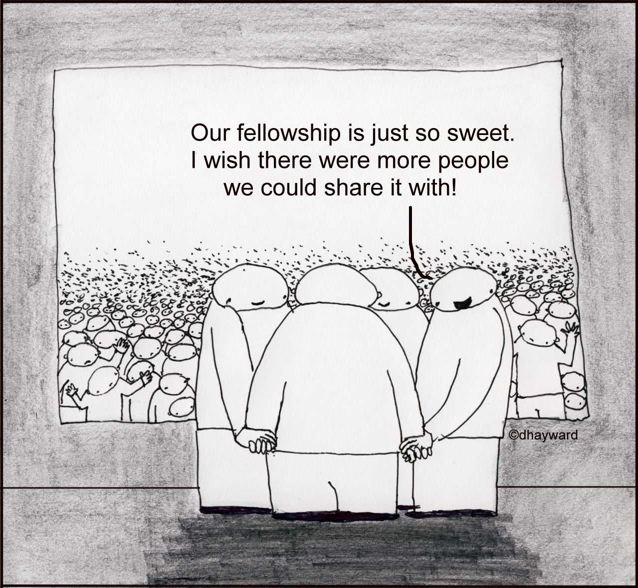 Our fellowship is just so sweet.
I wish there were more people
we could share it with!
©dhayward